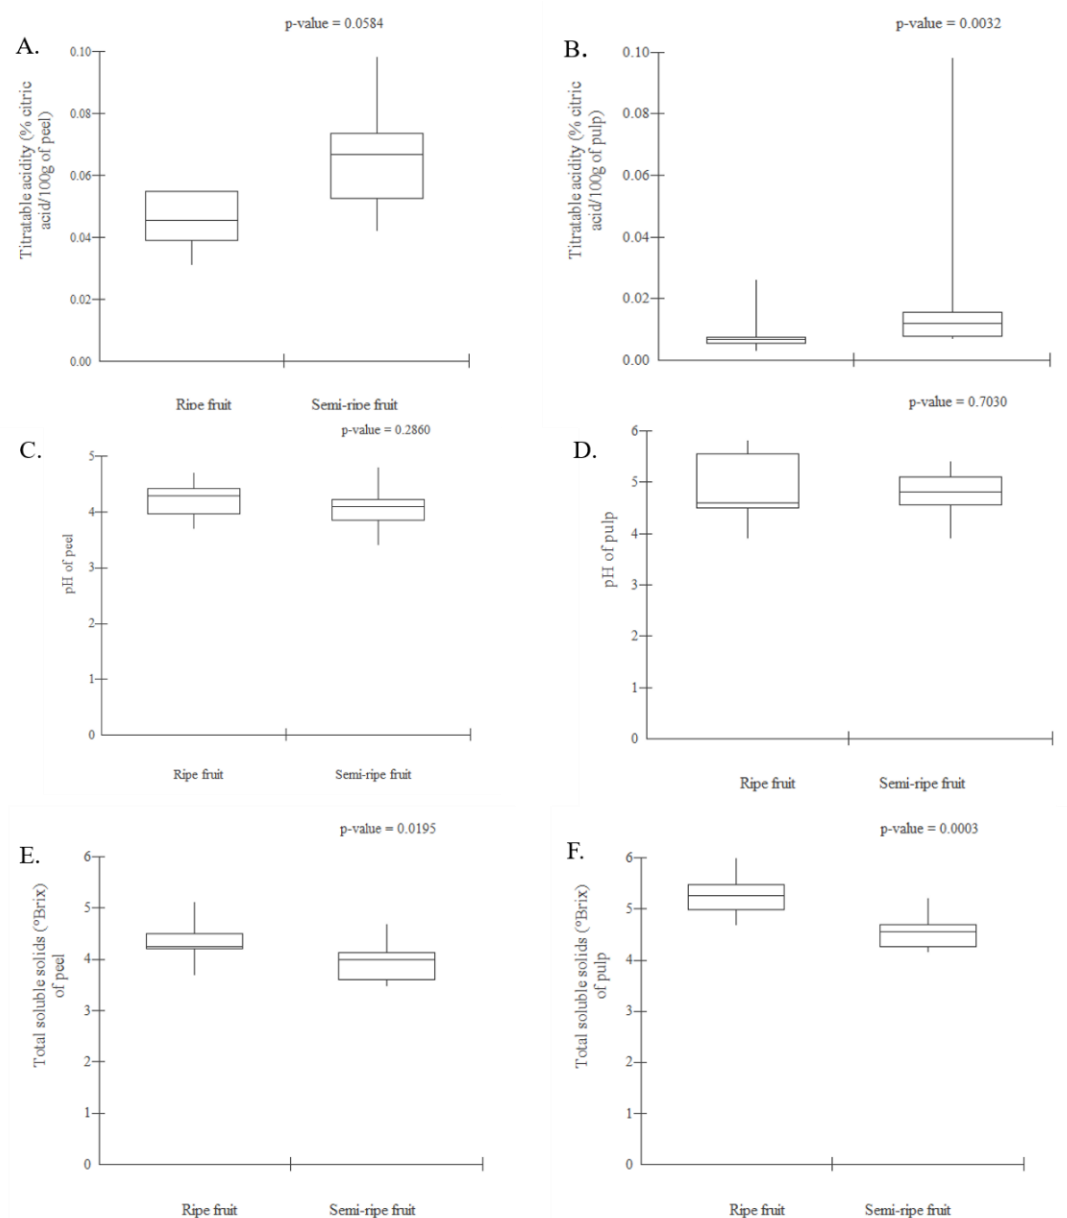 p-value = 0.0584
A.
0.10
0.08
0.06
0.04
0.02
0.00
Titratable acidity (% citric
acid/100g of peel)
Ripe fruit
Semi-ripe fruit
p-value = 0.0032
B.
0.10
0.08
0.06
0.04
0.02
0.00
Titratable acidity (% citric
acid/100g of pulp)
p-value = 0.2860
C.
5
4
3
2
1
0
pH of peel
Ripe fruit
Semi-ripe fruit
p-value = 0.7030
D.
6
5
4
3
2
1
0
pH of pulp
Ripe fruit
Semi-ripe fruit
p-value = 0.0195
E.
6
5
4
3
2
1
0
Total soluble solids (°Brix)
of peel
Ripe fruit
Semi-ripe fruit
p-value = 0.0003
F.
6
5
4
3
2
1
0
Total soluble solids (°Brix)
of pulp
Ripe fruit
Semi-ripe fruit